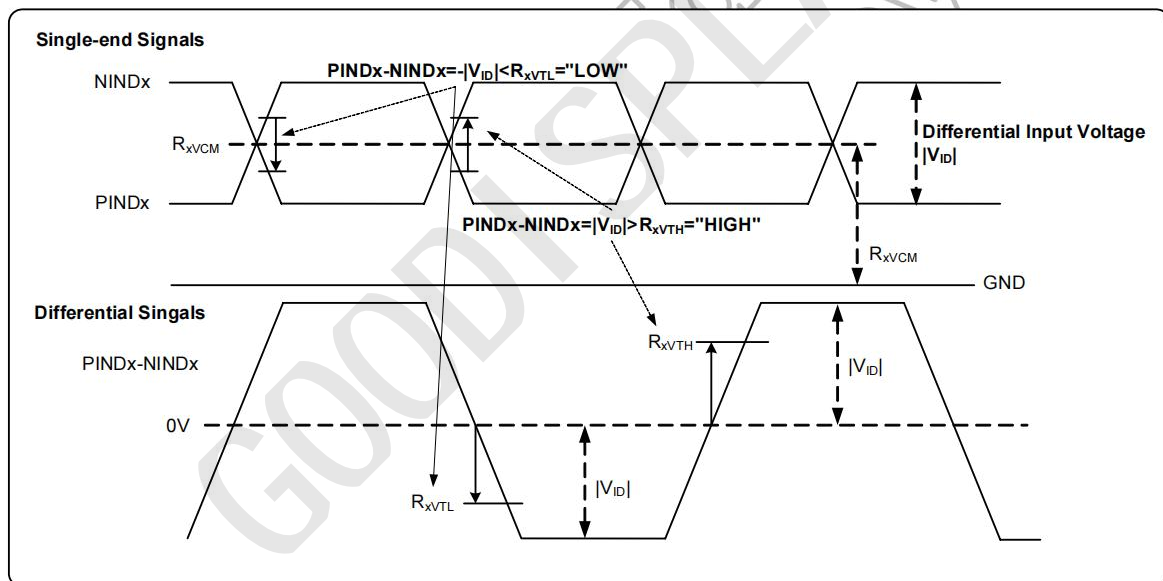 Single-end Signals
PINDx-NINDx=-|VID|<RxVTL="LOW"
NINDx
RxVCM
Differential Input Voltage
|VID|
PINDx
PINDx-NINDx=|VID|>RxVTH="HIGH"
RxVCM
GND
Differential Singals
PINDx-NINDx
RxVTH
|VID|
0V
|VID|
RxVTL